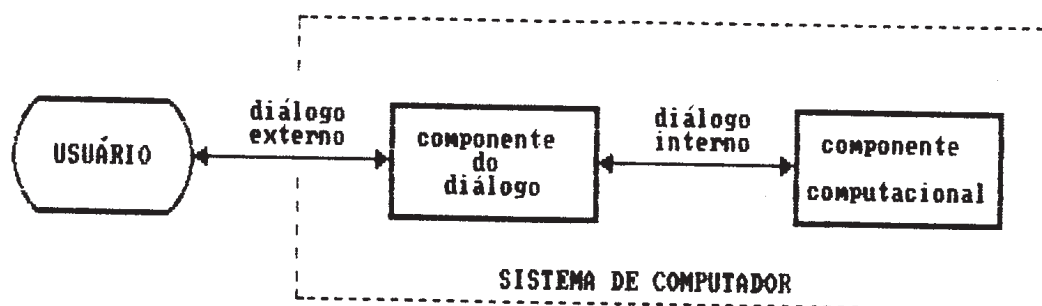 USUÁRIO
diálogo
externo
componente
do
diálogo
diálogo
interno
componente
computacional
SISTEMA DE COMPUTADOR